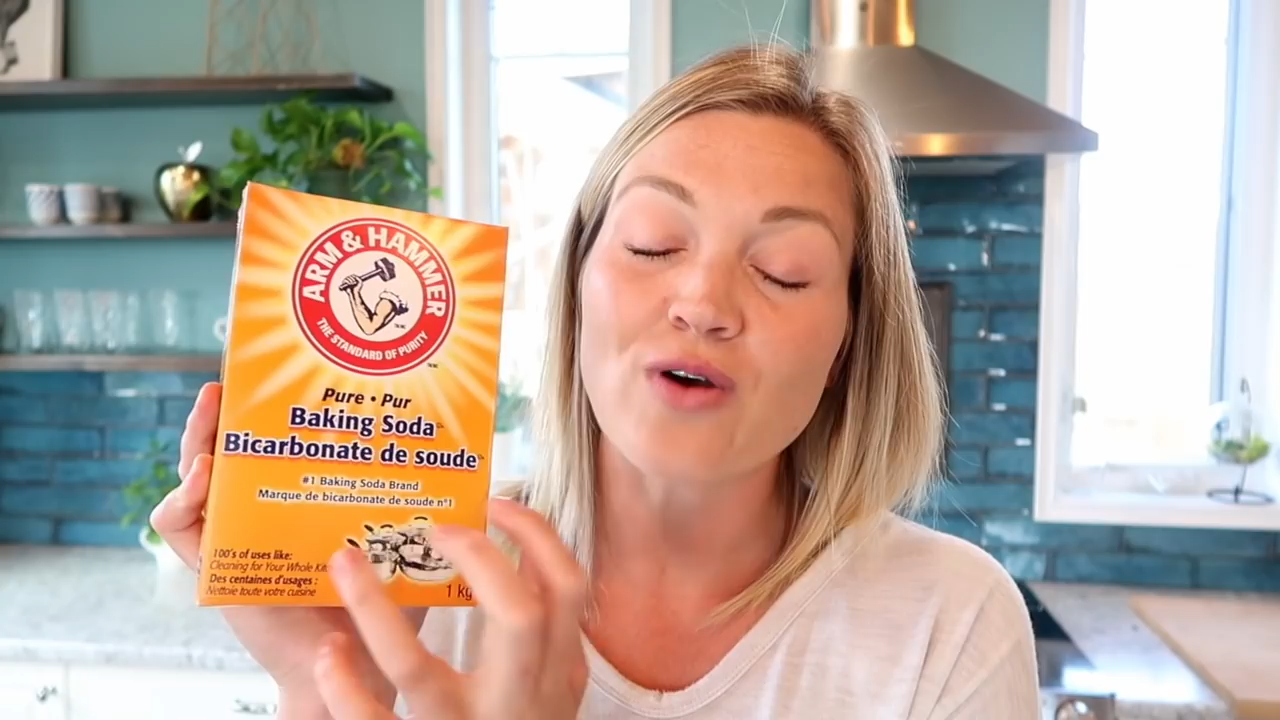 ARM & HAMMER
THE STANDARD OF PURITY
Pure • Pur
Baking Soda
Bicarbonate de soude
#1 Baking Soda Brand
Marque de bicarbonate de soude n°1
100's of uses like:
Cleaning for Your Whole
Des centaines d'usages :
Nettoie toute votre cuisine
1 kg